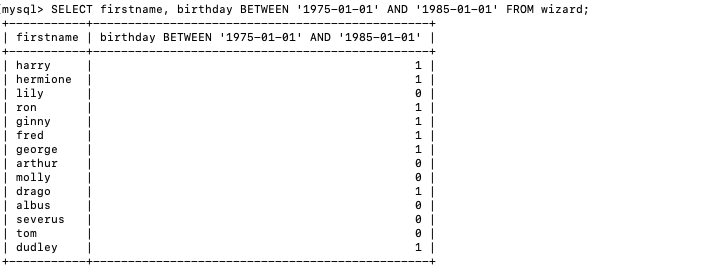 mysql> SELECT firstname, birthday BETWEEN '1975-01-01' AND '1985-01-01' FROM wizard;
+-----------+-------------------------------------------------+
| firstname | birthday BETWEEN '1975-01-01' AND '1985-01-01' |
+-----------+-------------------------------------------------+
| harry | 1 |
| hermione | 1 |
| lily | 0 |
| ron | 1 |
| ginny | 1 |
| fred | 1 |
| george | 1 |
| arthur | 0 |
| molly | 0 |
| drago | 1 |
| albus | 0 |
| severus | 0 |
| tom | 0 |
| dudley | 1 |
+-----------+-------------------------------------------------+